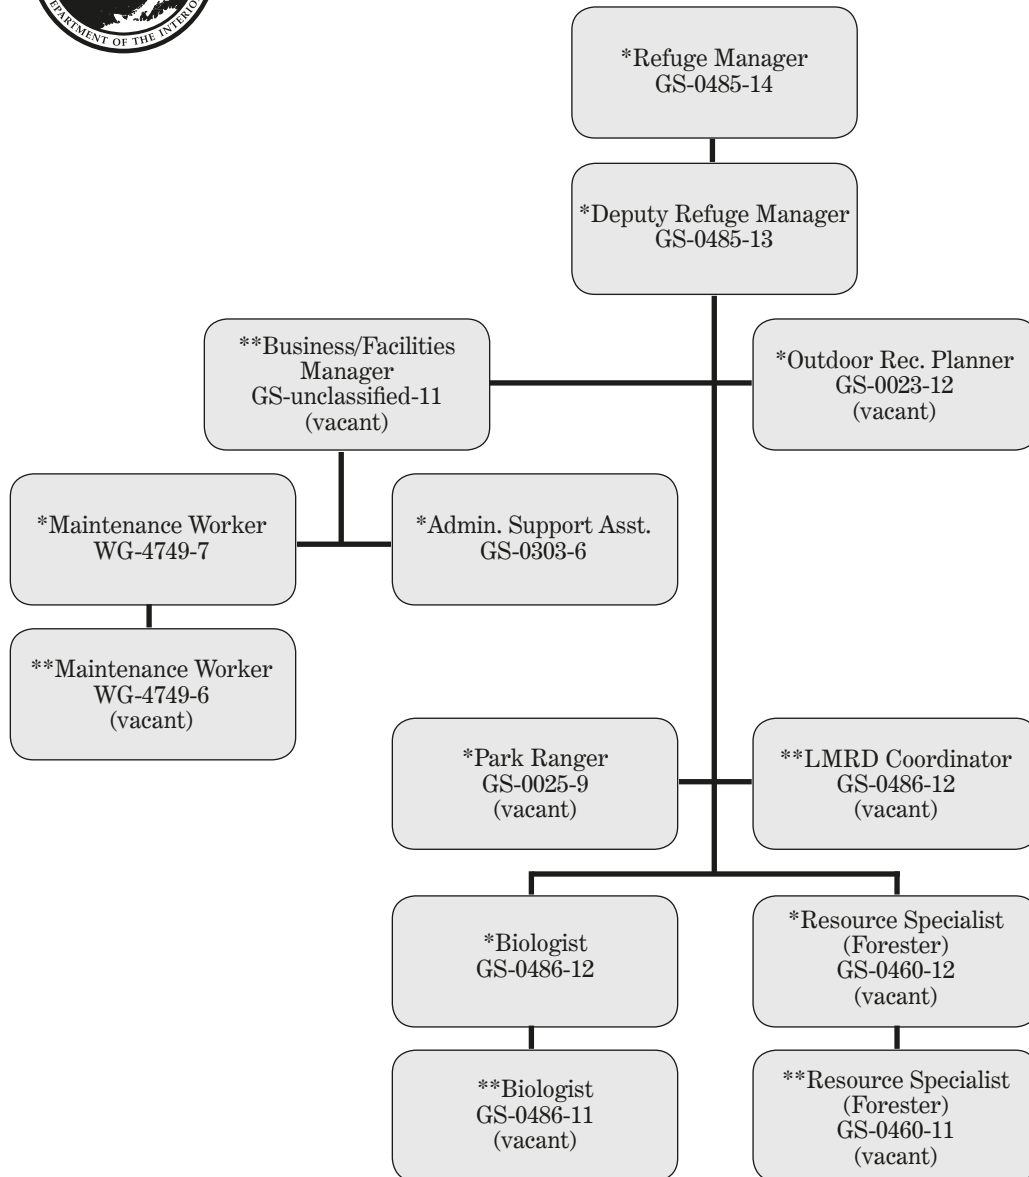 DEPARTMENT OF THE INTERIOR
*Refuge Manager
GS-0485-14
*Deputy Refuge Manager
GS-0485-13
**Business/Facilities
Manager
GS-unclassified-11
(vacant)
*Outdoor Rec. Planner
GS-0023-12
(vacant)
*Maintenance Worker
WG-4749-7
*Admin. Support Asst.
GS-0303-6
**Maintenance Worker
WG-4749-6
(vacant)
*Park Ranger
GS-0025-9
(vacant)
**LMRD Coordinator
GS-0486-12
(vacant)
*Biologist
GS-0486-12
*Resource Specialist
(Forester)
GS-0460-12
(vacant)
**Biologist
GS-0486-11
(vacant)
**Resource Specialist
(Forester)
GS-0460-11
(vacant)